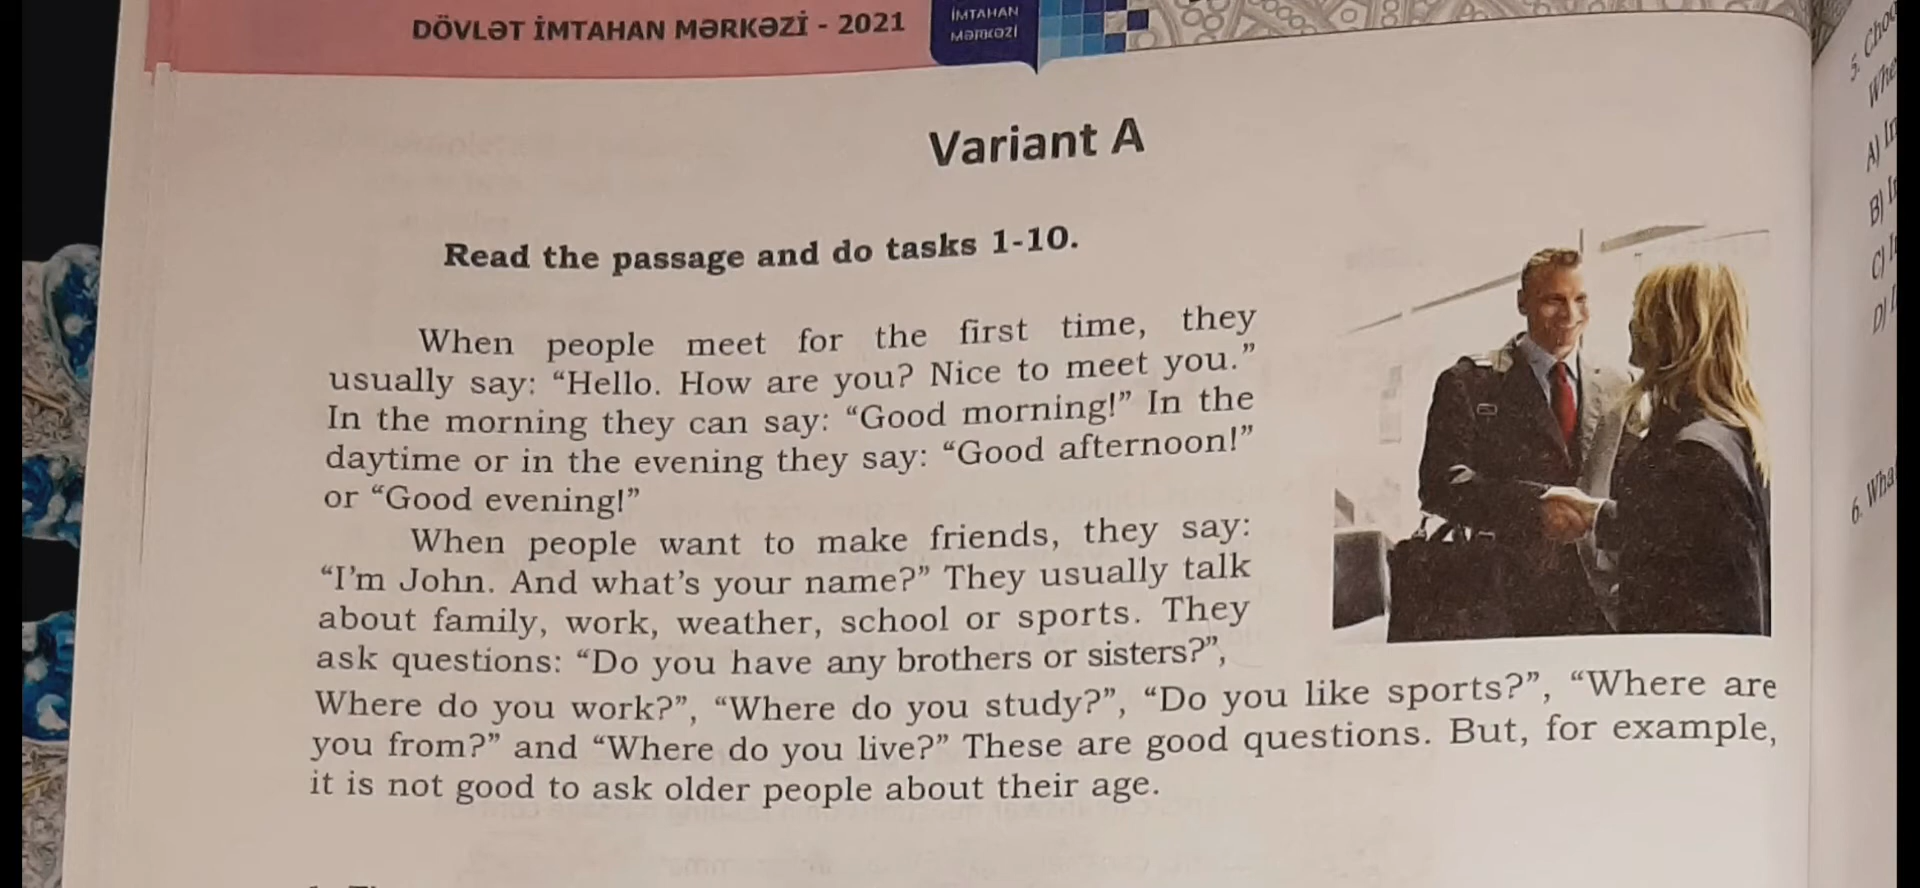 DÖVLƏT İMTAHAN MƏRKƏZİ - 2021
İMTAHAN
MƏRKƏZİ
Variant A
Read the passage and do tasks 1-10.
When people meet for the first time, they
usually say: “Hello. How are you? Nice to meet you.”
In the morning they can say: “Good morning!” In the
daytime or in the evening they say: “Good afternoon!”
or “Good evening!”
When people want to make friends, they say:
“I’m John. And what’s your name?” They usually talk
about family, work, weather, school or sports. They
ask questions: “Do you have any brothers or sisters?”,
Where do you work?”, “Where do you study?”, “Do you like sports?”, “Where are
you from?” and “Where do you live?” These are good questions. But, for example,
it is not good to ask older people about their age.
5.
A)
B)
C)
D)
6.